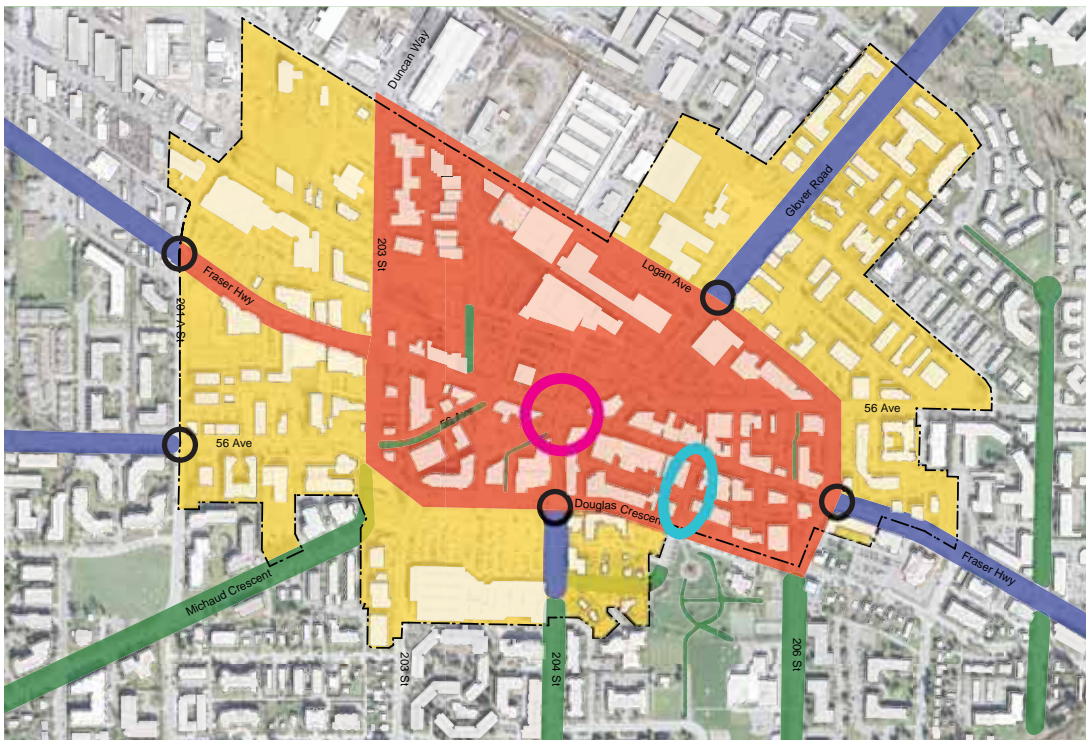 Duncan Way
Glover Road
203 St
Logan Ave
Fraser Hwy
201 A St
56 Ave
56 Ave
56 Ave
Douglas Crescent
Fraser Hwy
Michaud Crescent
203 St
204 St
206 St